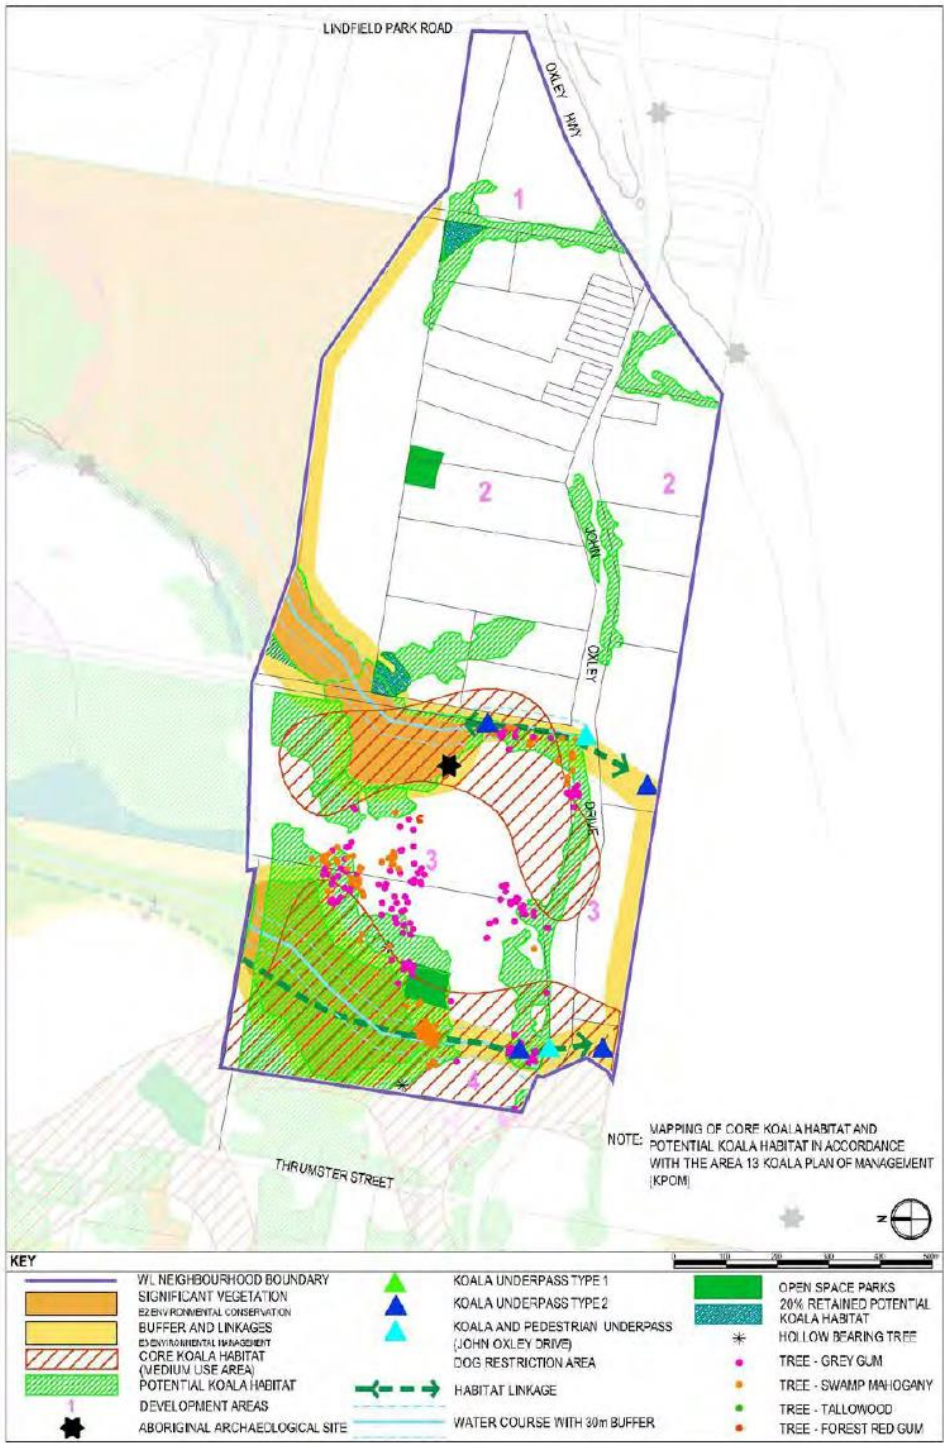 LINDFIELD PARK ROAD
OXLEY HWY
1
2
2
JOHN
OXLEY
DRIVE
3
3
4
THRUMSTER STREET
NOTE: MAPPING OF CORE KOALA HABITAT AND
POTENTIAL KOALA HABITAT IN ACCORDANCE
WITH THE AREA 13 KOALA PLAN OF MANAGEMENT
(KPOM)
N
KEY
WL NEIGHBOURHOOD BOUNDARY
SIGNIFICANT VEGETATION
E2 ENVIRONMENTAL CONSERVATION
BUFFER AND LINKAGES
E3 ENVIRONMENTAL MANAGEMENT
CORE KOALA HABITAT
(MEDIUM USE AREA)
POTENTIAL KOALA HABITAT
1 DEVELOPMENT AREAS
ABORIGINAL ARCHAEOLOGICAL SITE
KOALA UNDERPASS TYPE 1
KOALA UNDERPASS TYPE 2
KOALA AND PEDESTRIAN UNDERPASS
(JOHN OXLEY DRIVE)
DOG RESTRICTION AREA
HABITAT LINKAGE
WATER COURSE WITH 30m BUFFER
OPEN SPACE PARKS
20% RETAINED POTENTIAL
KOALA HABITAT
HOLLOW BEARING TREE
TREE - GREY GUM
TREE - SWAMP MAHOGANY
TREE - TALLOWOOD
TREE - FOREST RED GUM